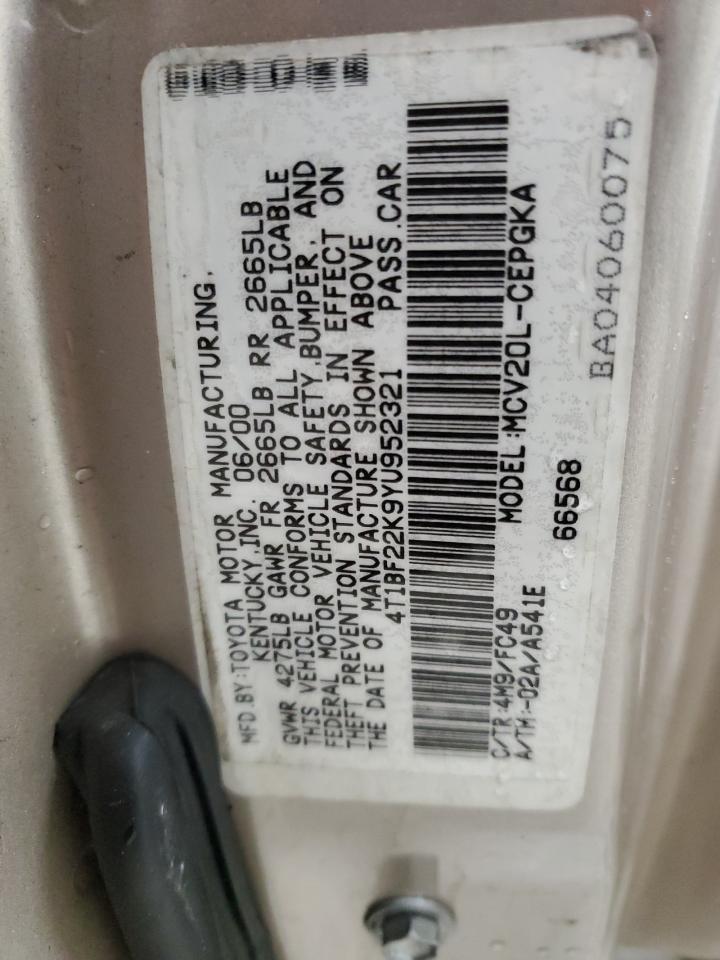 MFD.BY:TOYOTA MOTOR MANUFACTURING,
KENTUCKY,INC. 06/00
GVWR 4275LB GAWR FR 2665LB RR 2665LB
THIS VEHICLE CONFORMS TO ALL APPLICABLE
FEDERAL MOTOR VEHICLE SAFETY,BUMPER, AND
THEFT PREVENTION STANDARDS IN EFFECT ON
THE DATE OF MANUFACTURE SHOWN ABOVE
4T1BF22K9YU952321 PASS.CAR
C/TR:4M9/FC49 MODEL:MCV20L-CEPGKA
A/TM:-02A/A541E
66568
BA04060075